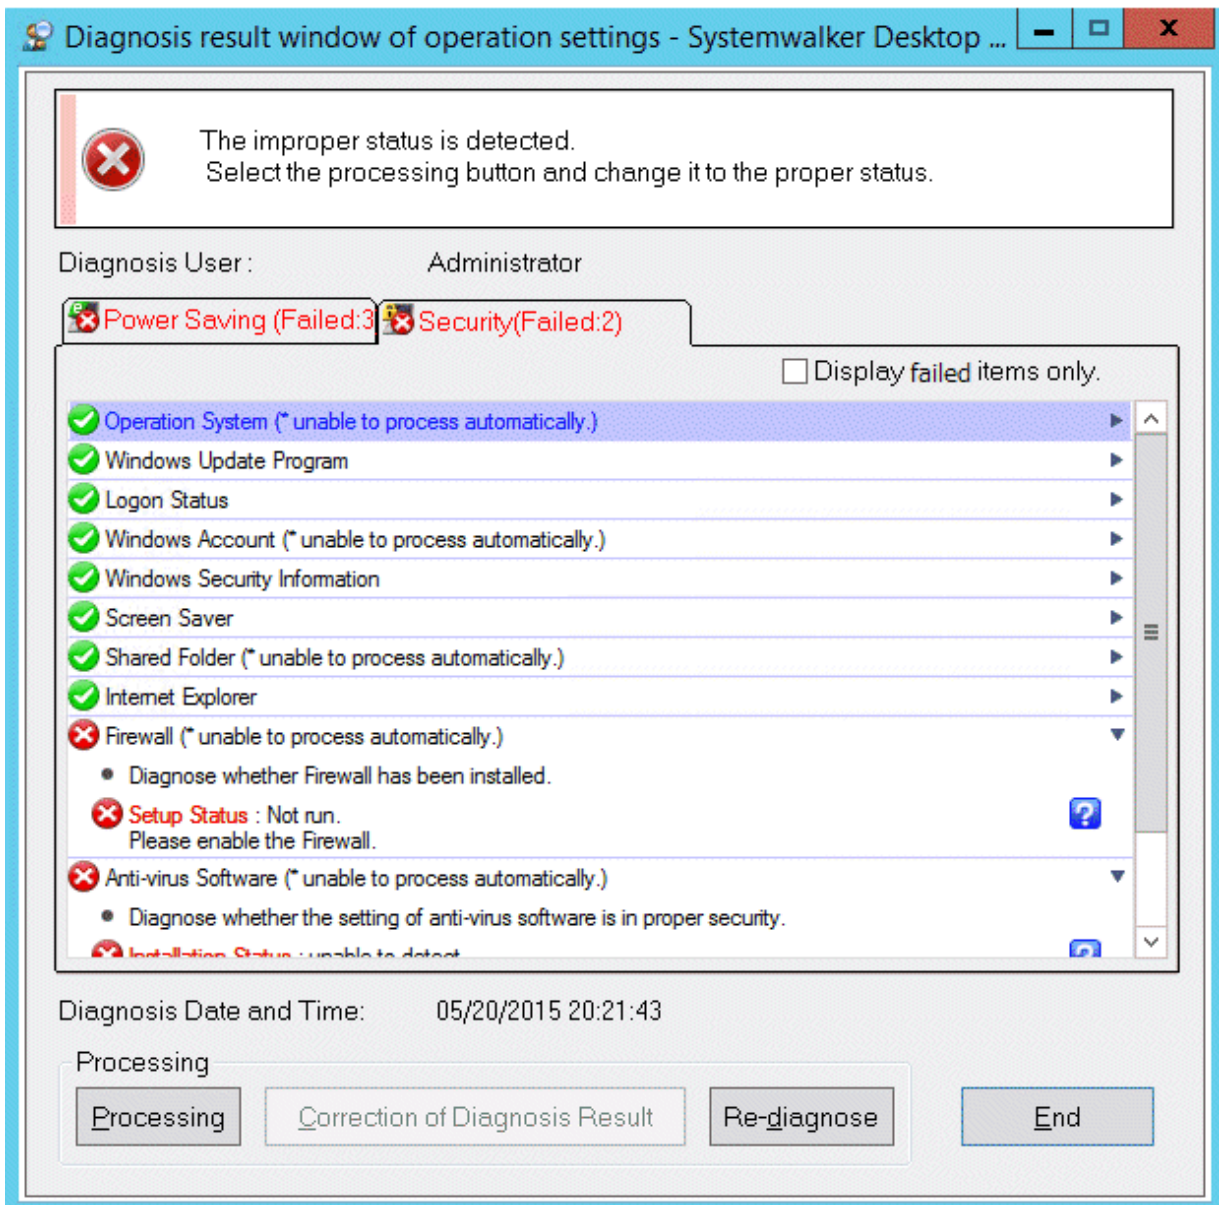 Diagnosis result window of operation settings - Systemwalker Desktop ...
The improper status is detected.
Select the processing button and change it to the proper status.
Diagnosis User : Administrator
Power Saving (Failed:3 Security(Failed:2)
Display failed items only.
Operation System (* unable to process automatically.)
Windows Update Program
Logon Status
Windows Account (* unable to process automatically.)
Windows Security Information
Screen Saver
Shared Folder (* unable to process automatically.)
Internet Explorer
Firewall (* unable to process automatically.)
• Diagnose whether Firewall has been installed.
Setup Status : Not run.
Please enable the Firewall.
Anti-virus Software (* unable to process automatically.)
• Diagnose whether the setting of anti-virus software is in proper security.
Installation Status : unable to detect
Diagnosis Date and Time: 05/20/2015 20:21:43
Processing
Processing Correction of Diagnosis Result Re-diagnose End